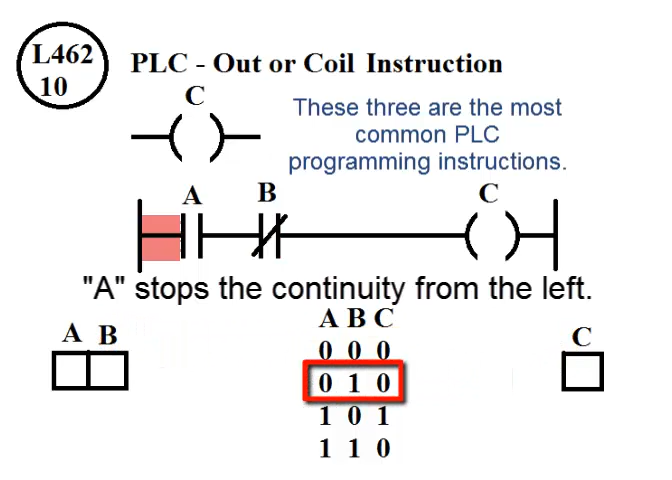 L462
10
PLC - Out or Coil Instruction
C
These three are the most
common PLC
programming instructions.
A B C
"A" stops the continuity from the left.
A B C
A B
C
0 0 0
0 1 0
1 0 1
1 1 0